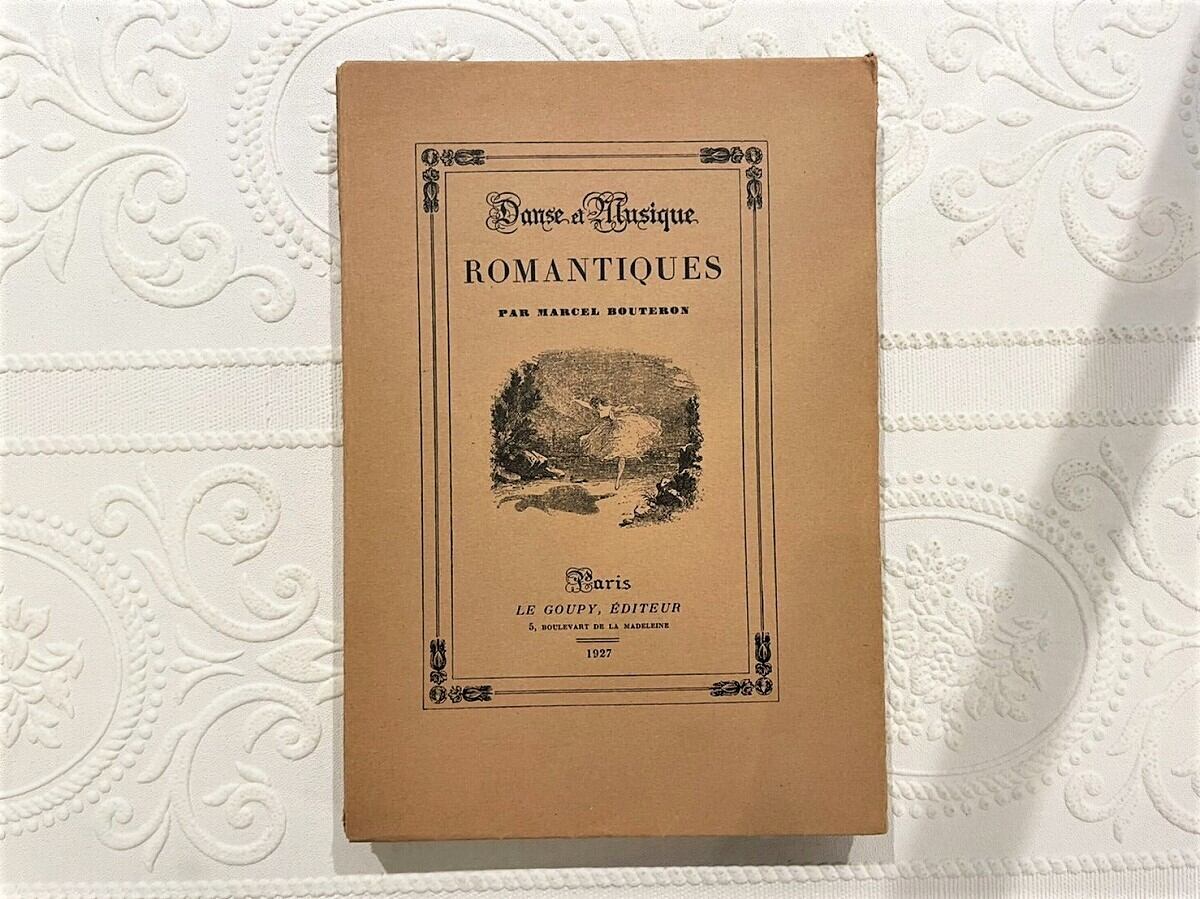 Danse et Musique
ROMANTIQUES
PAR MARCEL BOUTERON
Paris
LE GOUPY, ÉDITEUR
5, BOULEVART DE LA MADELEINE
1927